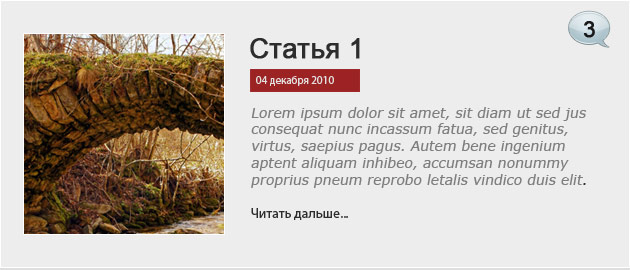 3
Статья 1
04 декабря 2010
Lorem ipsum dolor sit amet, sit diam ut sed jus
consequat nunc incassum fatua, sed genitus,
virtus, saepius pagus. Autem bene ingenium
aptent aliquam inhibeo, accumsan nonummy
proprius pneum reprobo letalis vindico duis elit.
Читать дальше...